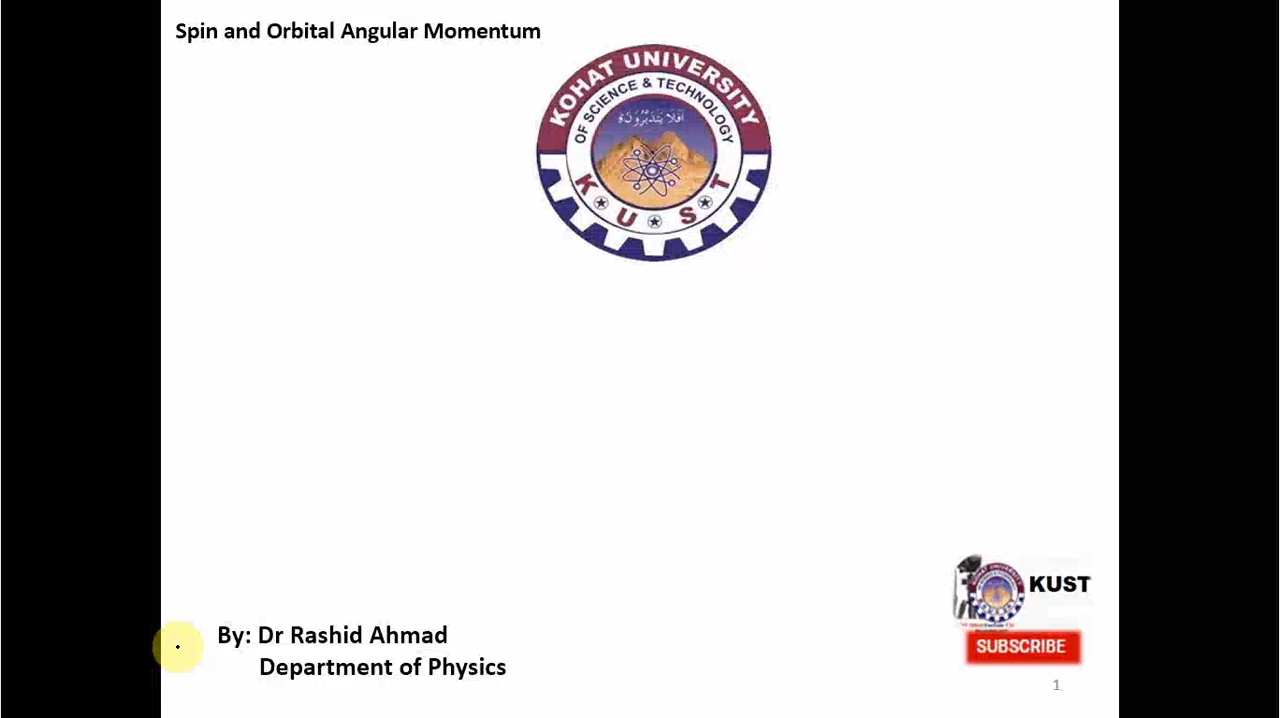 Spin and Orbital Angular Momentum
KOHAT UNIVERSITY
OF SCIENCE & TECHNOLOGY
اَفَلَا يَتَدَبَّرُوْنَ
K U S T
KUST
SUBSCRIBE
By: Dr Rashid Ahmad
Department of Physics
1